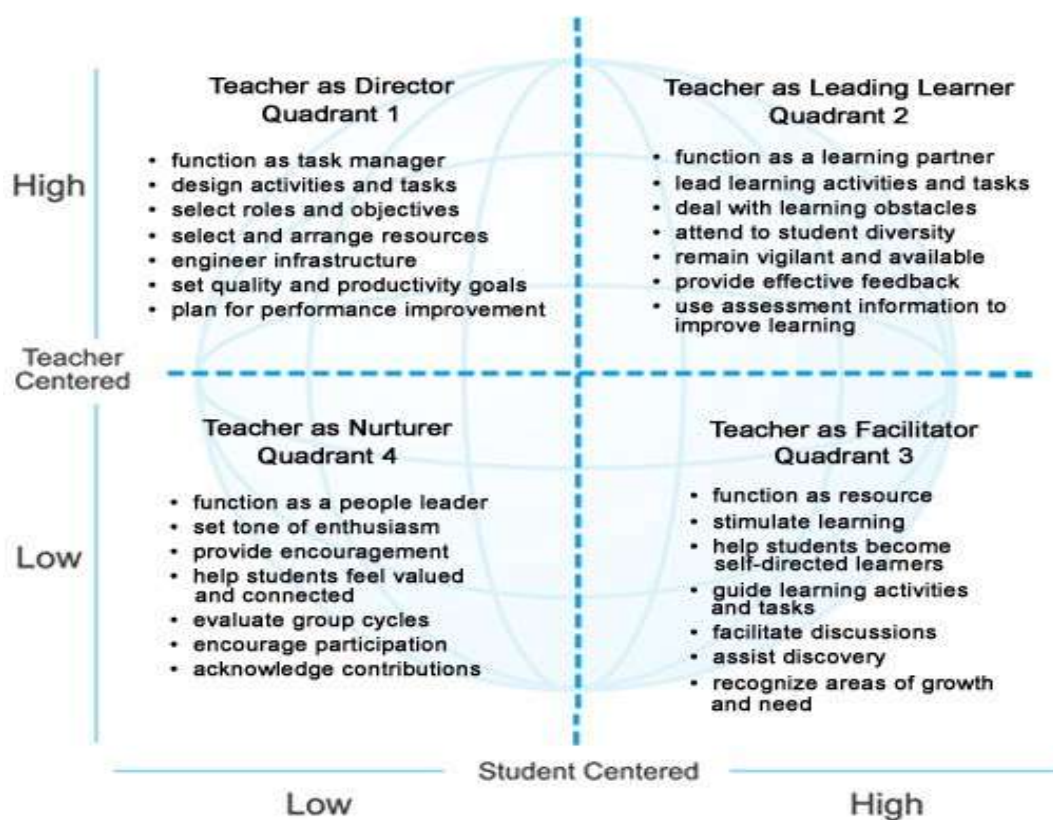 Teacher as Director
Quadrant 1
• function as task manager
• design activities and tasks
• select roles and objectives
• select and arrange resources
• engineer infrastructure
• set quality and productivity goals
• plan for performance improvement
Teacher as Leading Learner
Quadrant 2
• function as a learning partner
• lead learning activities and tasks
• deal with learning obstacles
• attend to student diversity
• remain vigilant and available
• provide effective feedback
• use assessment information to
improve learning
High
Teacher
Centered
Low
Teacher as Nurturer
Quadrant 4
• function as a people leader
• set tone of enthusiasm
• provide encouragement
• help students feel valued
and connected
• evaluate group cycles
• encourage participation
• acknowledge contributions
Teacher as Facilitator
Quadrant 3
• function as resource
• stimulate learning
• help students become
self-directed learners
• guide learning activities
and tasks
• facilitate discussions
• assist discovery
• recognize areas of growth
and need
Student Centered
Low
High